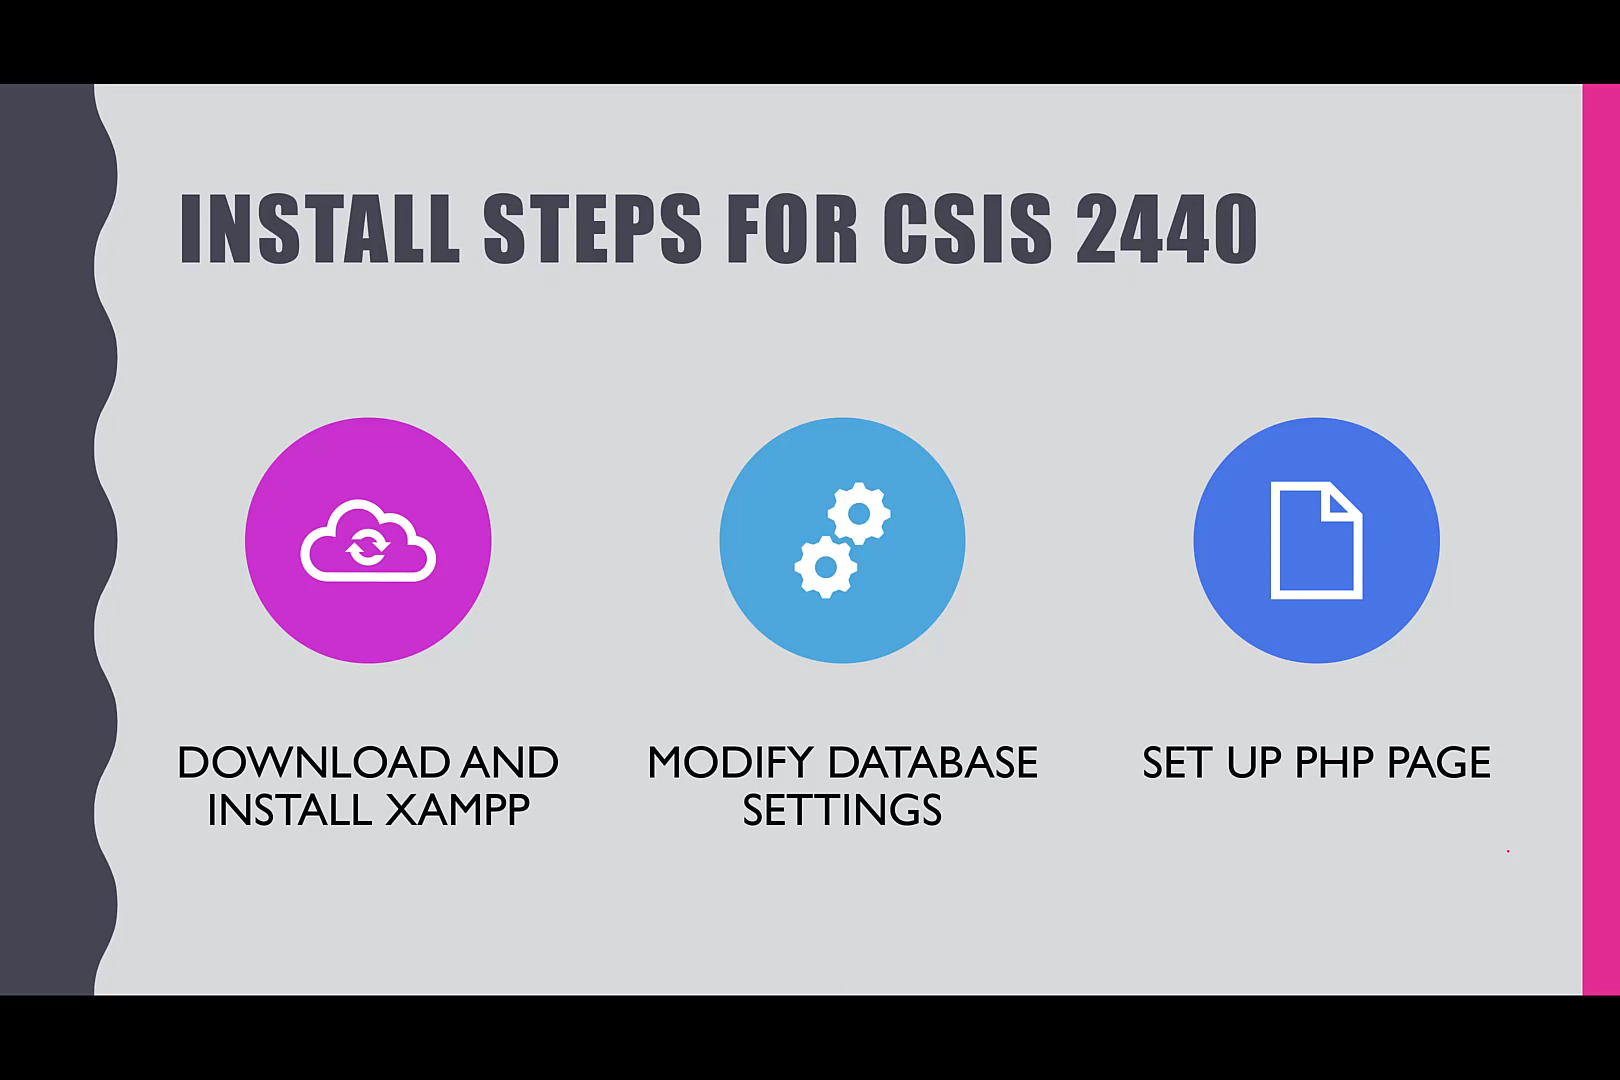 INSTALL STEPS FOR CSIS 2440
DOWNLOAD AND
INSTALL XAMPP
MODIFY DATABASE
SETTINGS
SET UP PHP PAGE